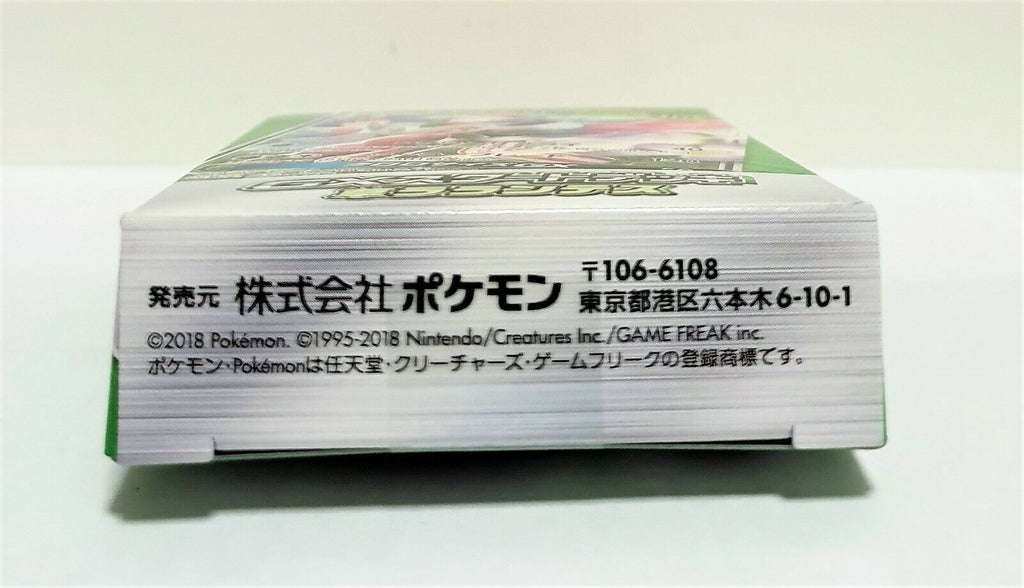 発売元 株式会社ポケモン 〒106-6108
東京都港区六本木6-10-1
©2018 Pokémon. ©1995-2018 Nintendo/Creatures Inc./GAME FREAK inc.
ポケモン・Pokémonは任天堂・クリーチャーズ・ゲームフリークの登録商標です。